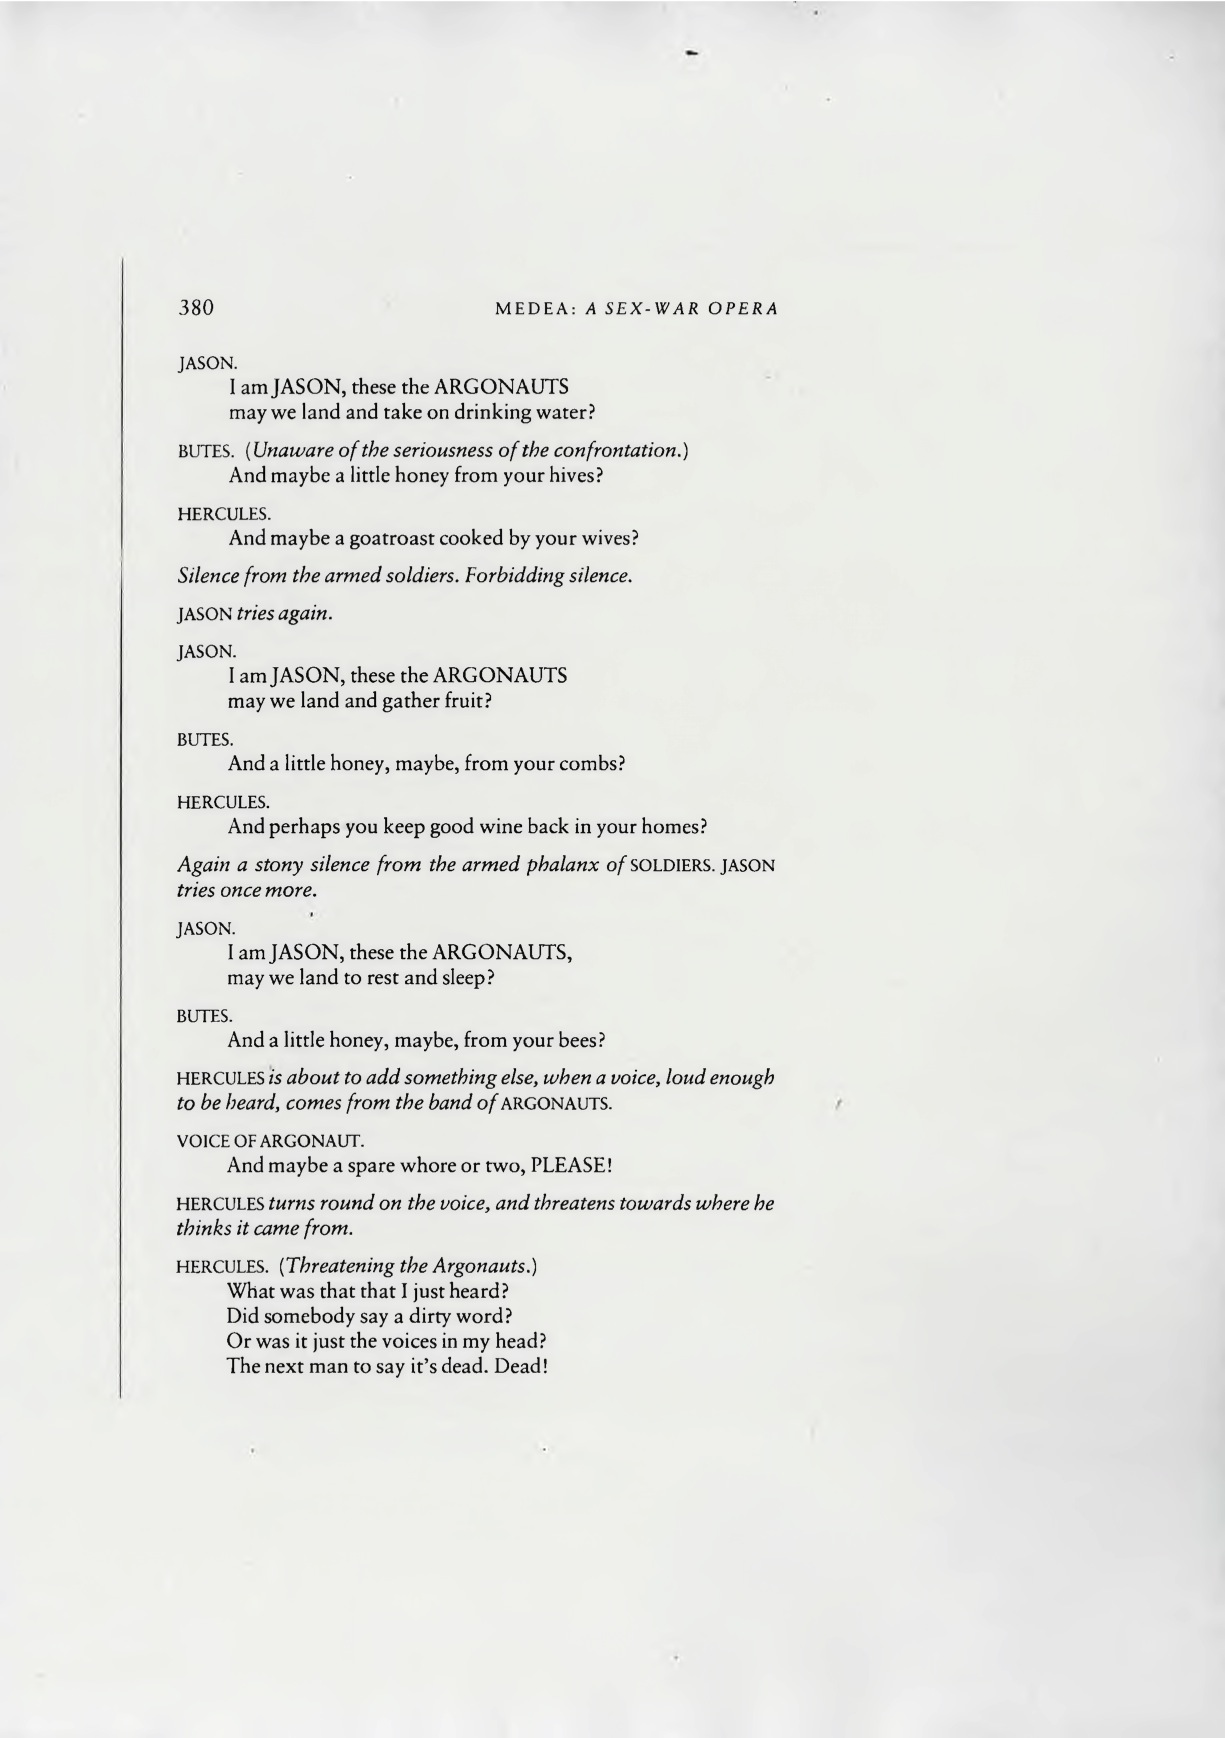 380 MEDEA: A SEX-WAR OPERA
JASON.
I am JASON, these the ARGONAUTS
may we land and take on drinking water?
BUTES. (Unaware of the seriousness of the confrontation.)
And maybe a little honey from your hives?
HERCULES.
And maybe a goatroast cooked by your wives?
Silence from the armed soldiers. Forbidding silence.
JASON tries again.
JASON.
I am JASON, these the ARGONAUTS
may we land and gather fruit?
BUTES.
And a little honey, maybe, from your combs?
HERCULES.
And perhaps you keep good wine back in your homes?
Again a stony silence from the armed phalanx of SOLDIERS. JASON
tries once more.
JASON.
I am JASON, these the ARGONAUTS,
may we land to rest and sleep?
BUTES.
And a little honey, maybe, from your bees?
HERCULES is about to add something else, when a voice, loud enough
to be heard, comes from the band of ARGONAUTS.
VOICE OF ARGONAUT.
And maybe a spare whore or two, PLEASE!
HERCULES turns round on the voice, and threatens towards where he
thinks it came from.
HERCULES. (Threatening the Argonauts.)
What was that that I just heard?
Did somebody say a dirty word?
Or was it just the voices in my head?
The next man to say it's dead. Dead!